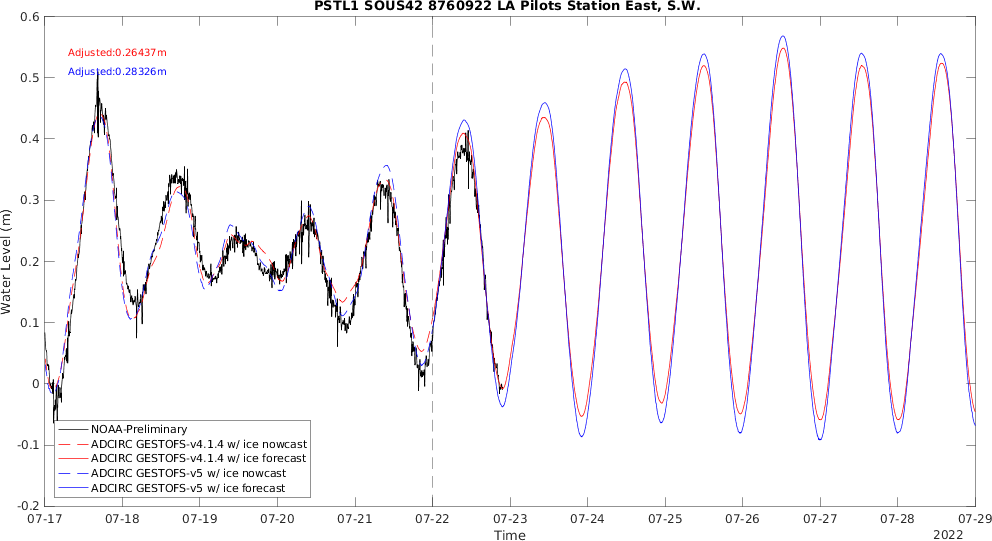 PSTL1 SOUS42 8760922 LA Pilots Station East, S.W.
0.6
Adjusted:0.26437m
Adjusted:0.28326m
0.5
0.4
0.3
0.2
0.1
0
-0.1
-0.2
Water Level (m)
NOAA-Preliminary
ADCIRC GESTOFS-v4.1.4 w/ ice nowcast
ADCIRC GESTOFS-v4.1.4 w/ ice forecast
ADCIRC GESTOFS-v5 w/ ice nowcast
ADCIRC GESTOFS-v5 w/ ice forecast
07-17 07-18 07-19 07-20 07-21 07-22 07-23 07-24 07-25 07-26 07-27 07-28 07-29
Time
2022